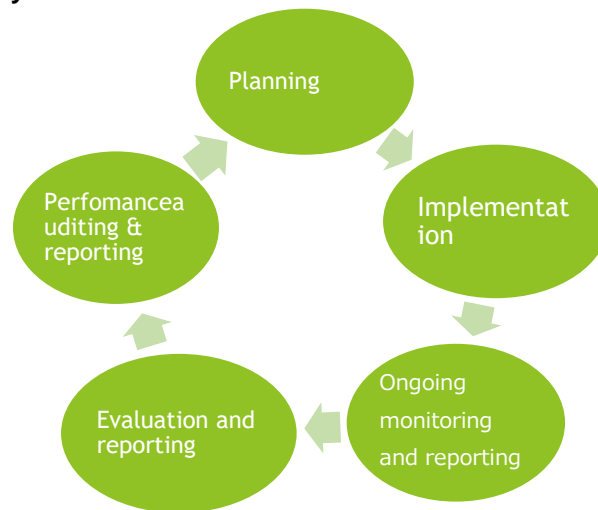 Planning
Implementat
ion
Ongoing
monitoring
and reporting
Evaluation and
reporting
Perfomancea
uditing &
reporting